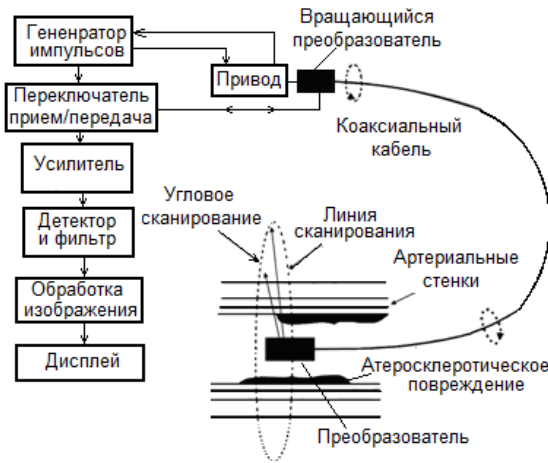 Гененратор
импульсов
Переключатель
прием/передача
Усилитель
Детектор
и фильтр
Обработка
изображения
Дисплей
Привод
Вращающийся
преобразователь
Коаксиальный
кабель
Угловое
сканирование
Линия
сканирования
Артериальные
стенки
Атеросклеротическое
повреждение
Преобразователь